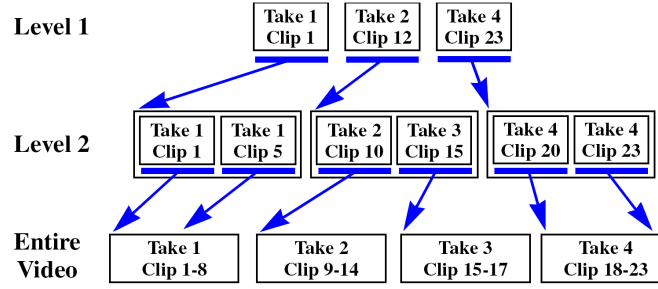 Level 1
Take 1
Clip 1
Take 2
Clip 12
Take 4
Clip 23
Level 2
Take 1
Clip 1
Take 1
Clip 5
Take 2
Clip 10
Take 3
Clip 15
Take 4
Clip 20
Take 4
Clip 23
Entire
Video
Take 1
Clip 1-8
Take 2
Clip 9-14
Take 3
Clip 15-17
Take 4
Clip 18-23